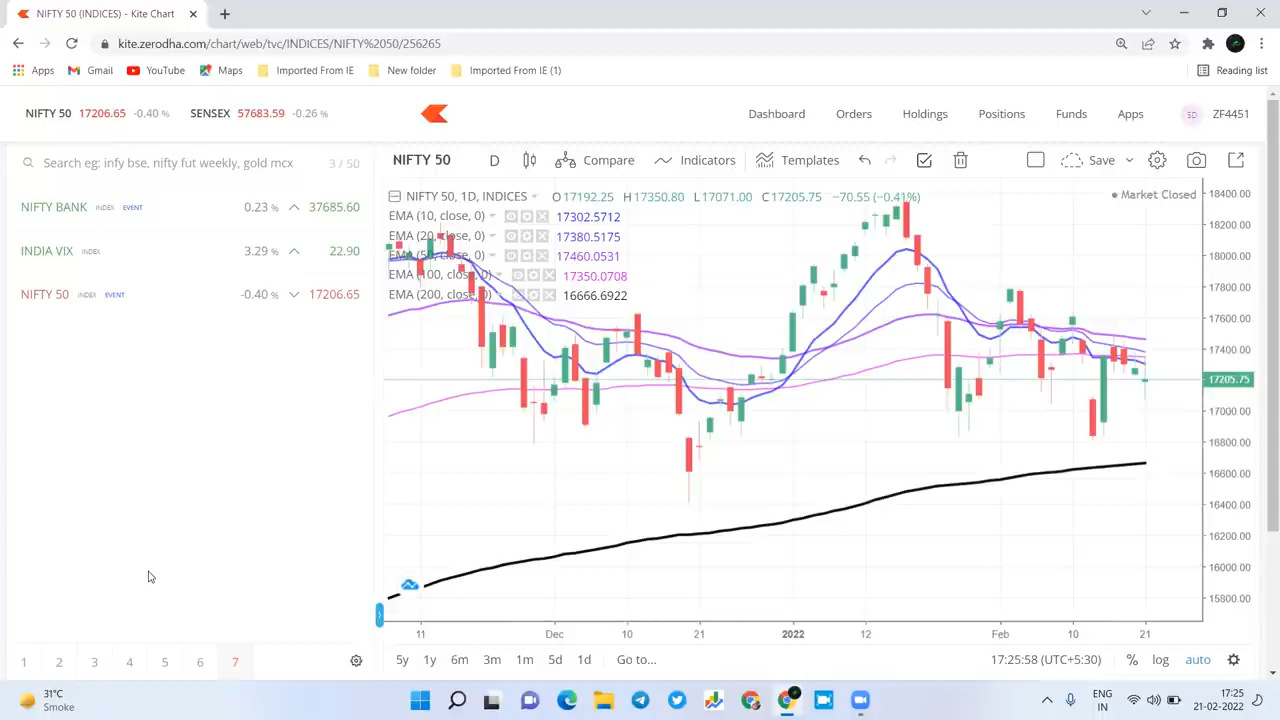 NIFTY 50 (INDICES) - Kite Chart
kite.zerodha.com/chart/web/tvc/INDICES/NIFTY%2050/256265
Apps Gmail YouTube Maps Imported From IE New folder Imported From IE (1) Reading list
NIFTY 50 17206.65 -0.40 % SENSEX 57683.59 -0.26 % Dashboard Orders Holdings Positions Funds Apps SD ZF4451
Search eg: infy bse, nifty fut weekly, gold mcx 3 / 50
NIFTY BANK INDEX EVENT 0.23 % 37685.60
INDIA VIX INDEX 3.29 % 22.90
NIFTY 50 INDEX EVENT -0.40 % 17206.65
1 2 3 4 5 6 7
NIFTY 50 D Compare Indicators Templates Save
NIFTY 50, 1D, INDICES O17192.25 H17350.80 L17071.00 C17205.75 −70.55 (−0.41%) Market Closed
EMA (10, close, 0) 17302.5712
EMA (20, close, 0) 17380.5175
EMA (50, close, 0) 17460.0531
EMA (100, close, 0) 17350.0708
EMA (200, close, 0) 16666.6922
18400.00
18200.00
18000.00
17800.00
17600.00
17400.00
17205.75
17000.00
16800.00
16600.00
16400.00
16200.00
16000.00
15800.00
11 Dec 10 21 2022 12 Feb 10 21
5y 1y 6m 3m 1m 5d 1d Go to... 17:25:58 (UTC+5:30) % log auto
31°C
Smoke
ENG
IN
17:25
21-02-2022